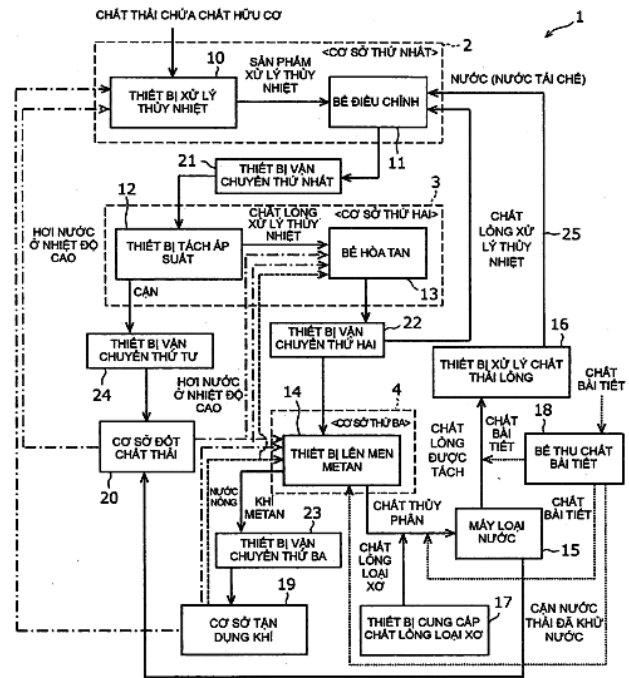 CHẤT THẢI CHỨA CHẤT HỮU CƠ
1
<CƠ SỞ THỨ NHẤT>
2
10
SẢN PHẨM
XỬ LÝ THỦY
NHIỆT
THIẾT BỊ XỬ LÝ
THỦY NHIỆT
BỂ ĐIỀU CHỈNH
11
NƯỚC (NƯỚC TÁI CHẾ)
21
THIẾT BỊ VẬN
CHUYỂN THỨ NHẤT
3
12
<CƠ SỞ THỨ HAI>
CHẤT LỎNG
XỬ LÝ THỦY
NHIỆT
THIẾT BỊ TÁCH ÁP
SUẤT
BỂ HÒA TAN
13
HƠI NƯỚC
Ở NHIỆT ĐỘ
CAO
CẶN
CHẤT
LỎNG XỬ
LÝ THỦY
NHIỆT
25
THIẾT BỊ VẬN
CHUYỂN THỨ TƯ
24
THIẾT BỊ VẬN
CHUYỂN THỨ HAI
22
16
THIẾT BỊ XỬ LÝ CHẤT
THẢI LỎNG
HƠI NƯỚC
Ở NHIỆT ĐỘ
CAO
CHẤT
BÀI TIẾT
4
14
<CƠ SỞ THỨ BA>
18
CƠ SỞ ĐỐT
CHẤT THẢI
20
THIẾT BỊ LÊN MEN
METAN
CHẤT
LỎNG
ĐƯỢC
TÁCH
CHẤT
BÀI
TIẾT
BỂ THU CHẤT
BÀI TIẾT
NƯỚC
NÓNG
KHÍ
METAN
CHẤT THỦY
PHÂN
CHẤT
BÀI TIẾT
23
THIẾT BỊ VẬN
CHUYỂN THỨ BA
CHẤT
LỎNG
LOẠI
XƠ
MÁY LOẠI
NƯỚC
15
19
CƠ SỞ TẬN
DỤNG KHÍ
17
THIẾT BỊ CUNG CẤP
CHẤT LỎNG LOẠI XƠ
CẶN NƯỚC
THẢI ĐÃ KHỬ
NƯỚC